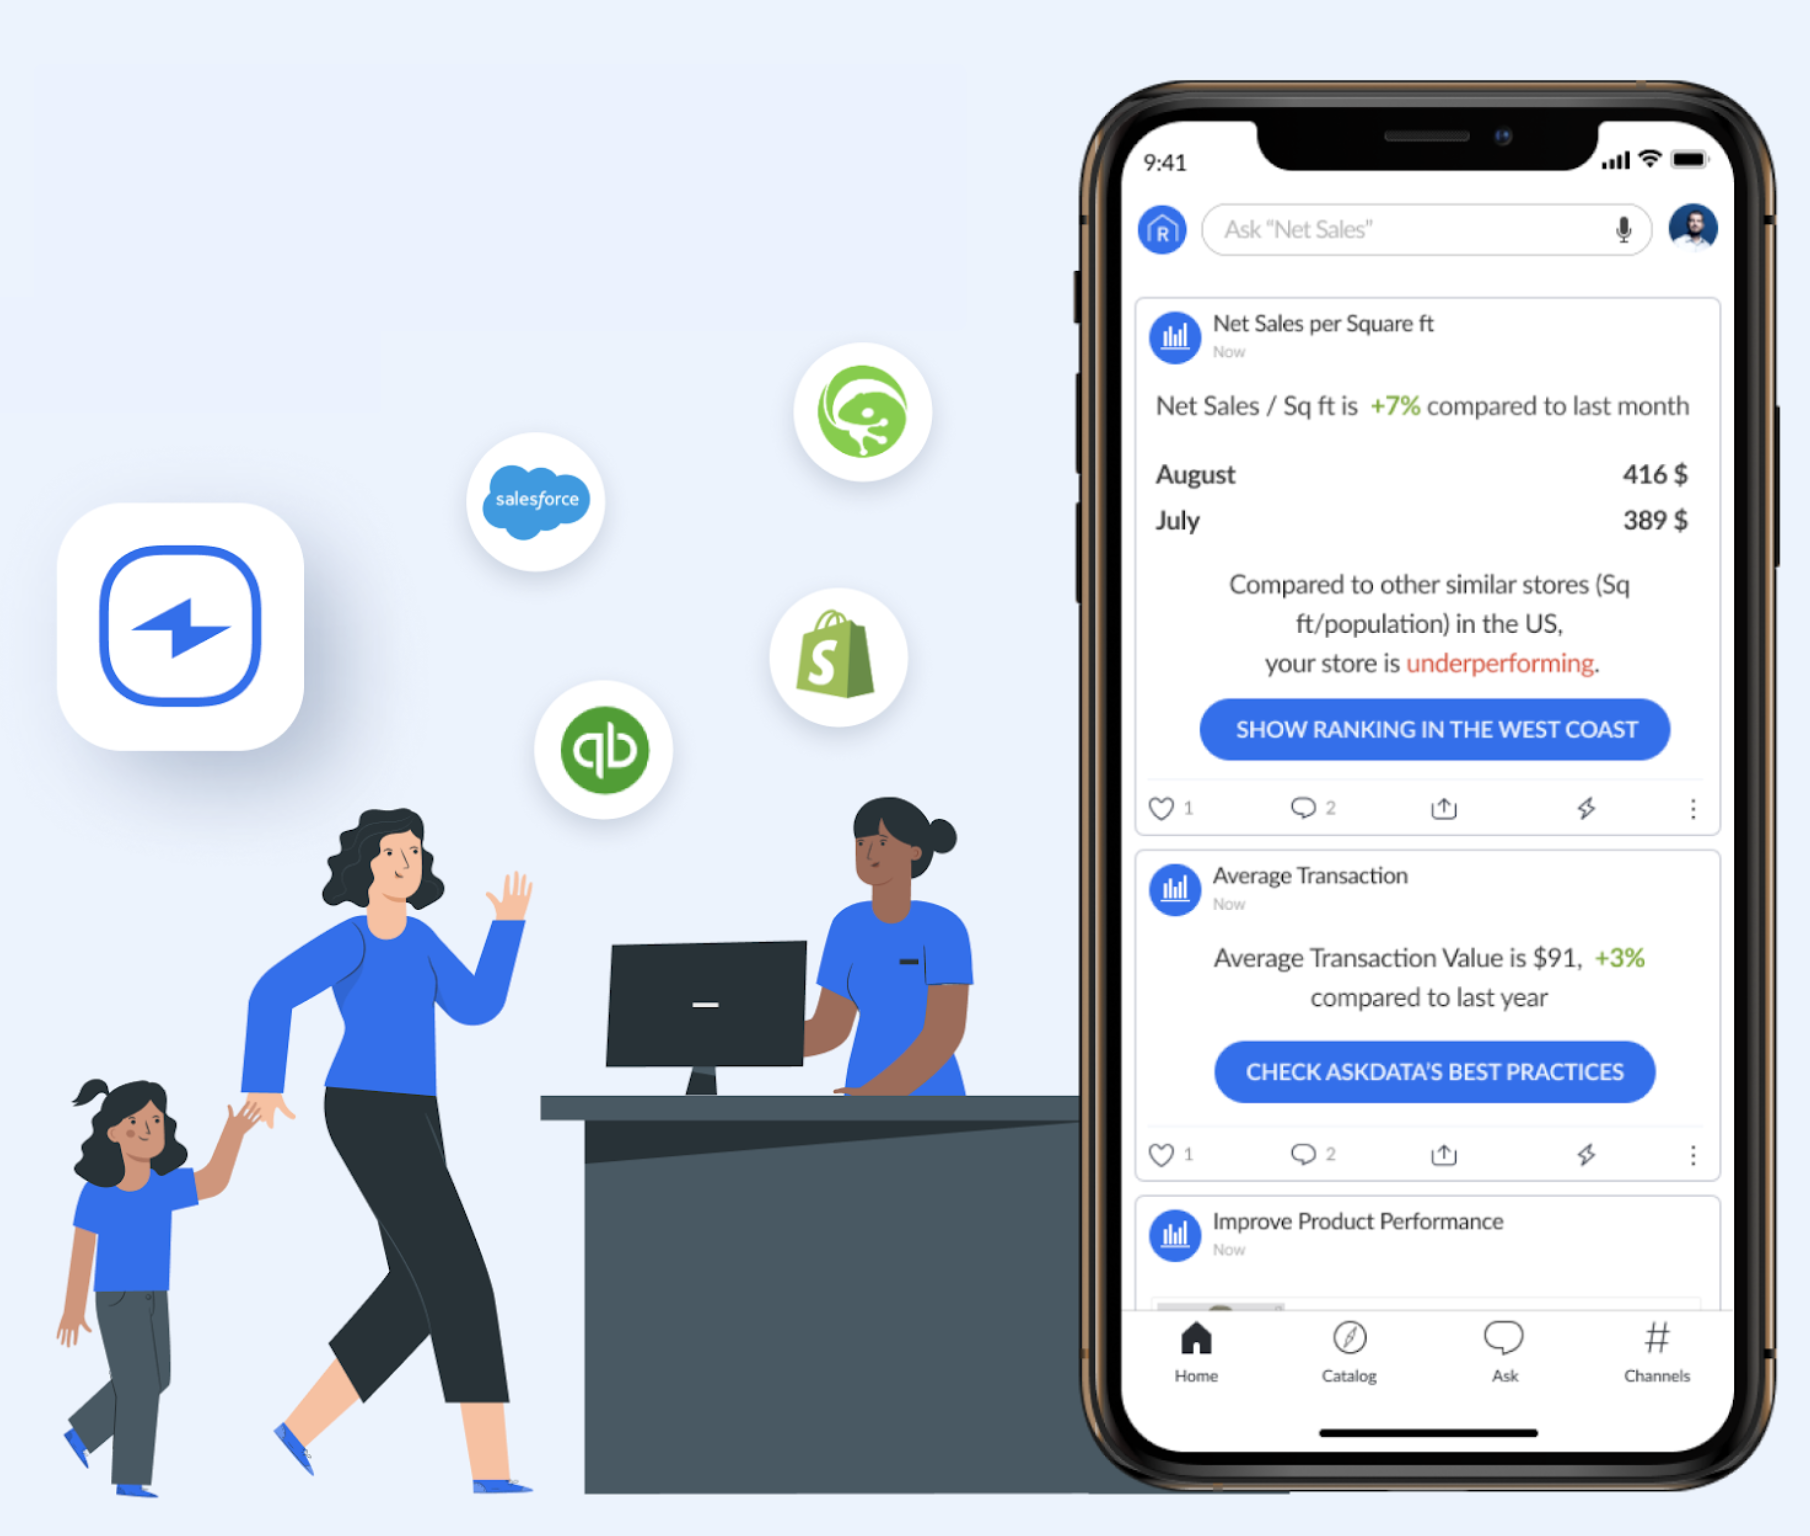 salesforce
S
qb
9:41
R
Ask “Net Sales”
Net Sales per Square ft
Now
Net Sales / Sq ft is +7% compared to last month
August 416 $
July 389 $
Compared to other similar stores (Sq
ft/population) in the US,
your store is underperforming.
SHOW RANKING IN THE WEST COAST
1 2
Average Transaction
Now
Average Transaction Value is $91, +3%
compared to last year
CHECK ASKDATA’S BEST PRACTICES
1 2
Improve Product Performance
Now
Home Catalog Ask # Channels